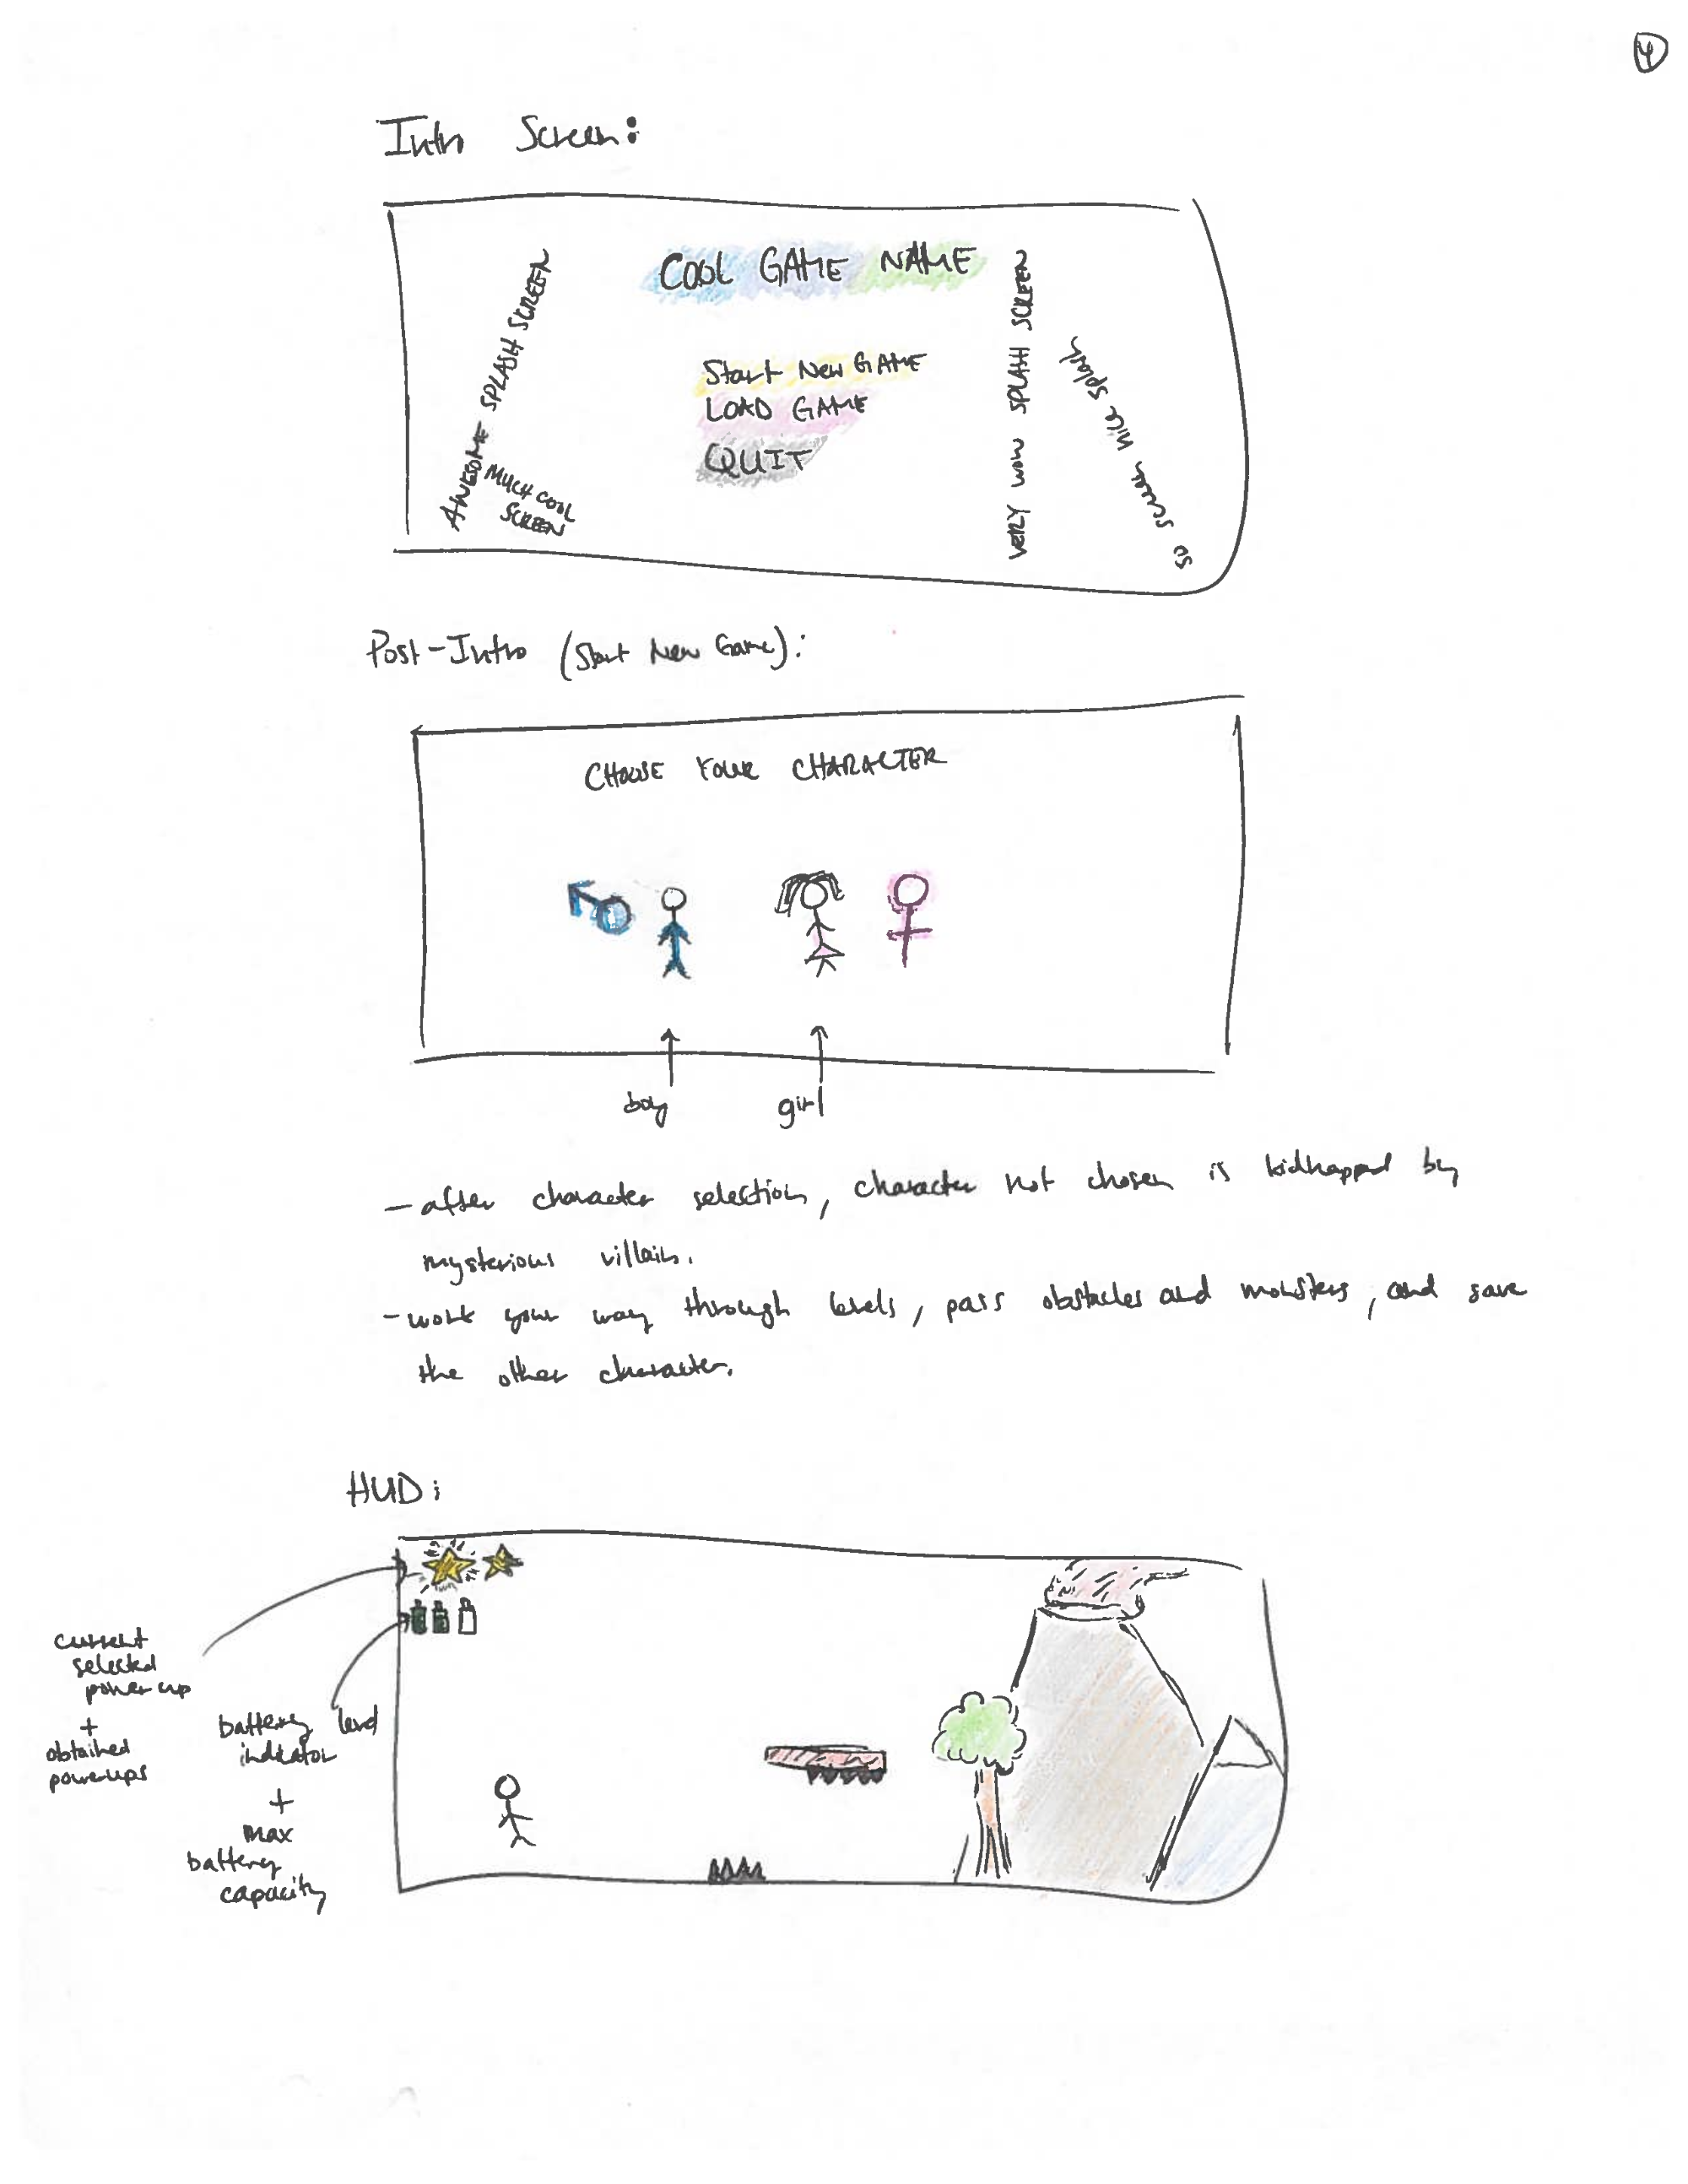 4
Intro Screen:
COOL GAME NAME
AWESOME SPLASH SCREEN
MUCH COOL
SCREEN
Start New GAME
LOAD GAME
QUIT
VERY WOW SPLASH SCREEN
so screen nice splash
Post-Intro (Start New Game):
CHOOSE YOUR CHARACTER
boy
girl
- after character selection, character not chosen is kidnapped by
mysterious villain.
- work your way through levels, pass obstacles and monsters, and save
the other character.
HUD:
current
selected
power up
+
obtained
powerups
battery level
indicator
+
max
battery
capacity